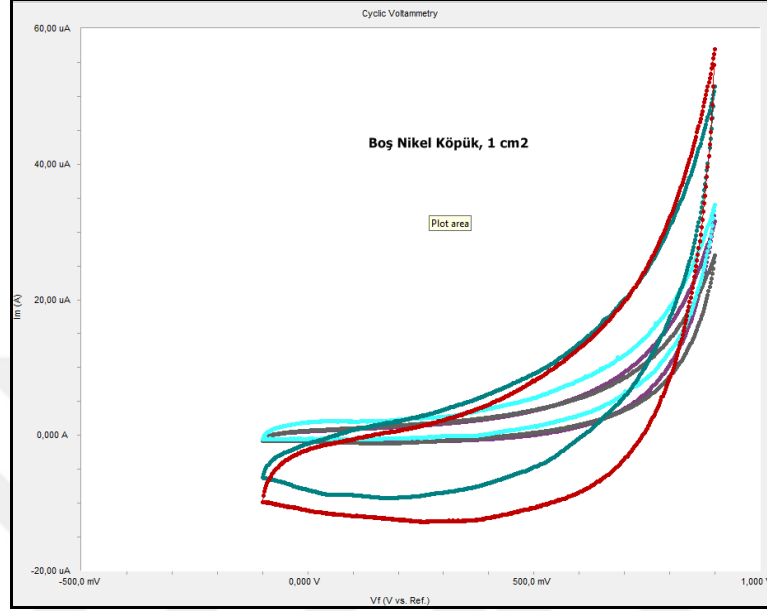 Cyclic Voltammetry
60,00 uA
Boş Nikel Köpük, 1 cm2
40,00 uA
Plot area
20,00 uA
Im (A)
0,000 A
-20,00 uA
-500,0 mV
0,000 V
500,0 mV
1,000 V
Vf (V vs. Ref.)